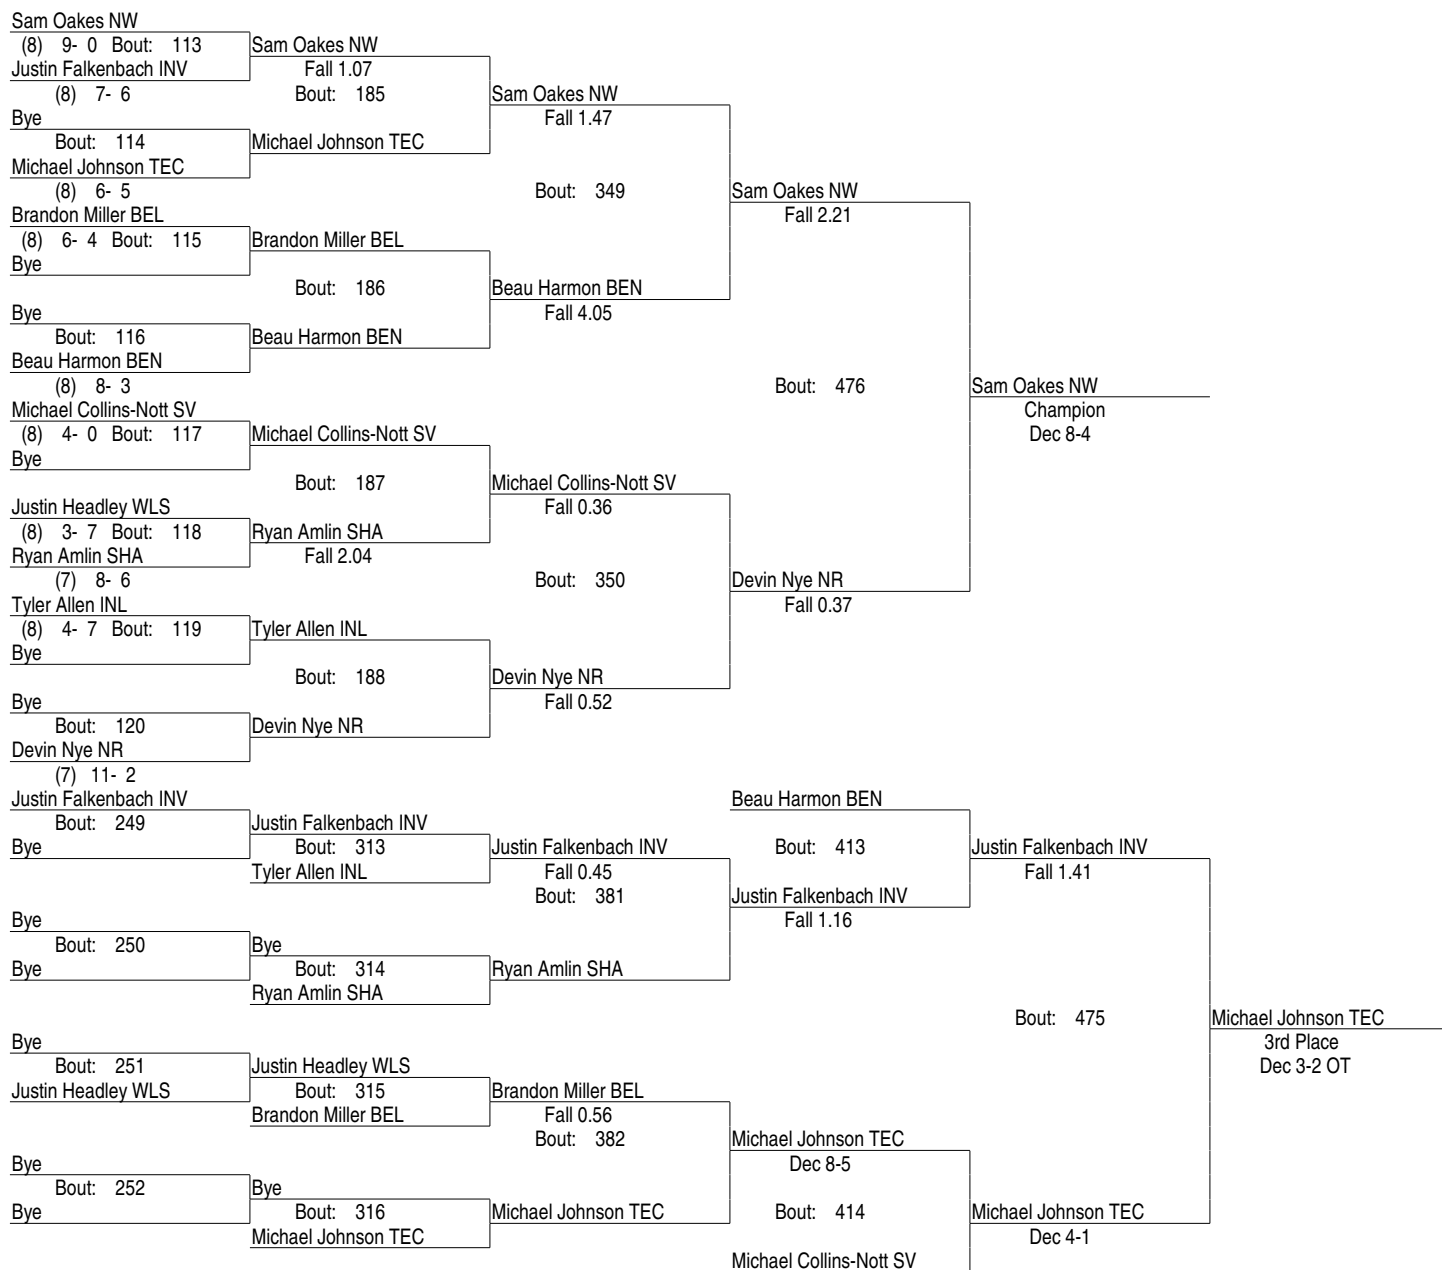 Sam Oakes NW
(8) 9- 0 Bout: 113 Sam Oakes NW
Justin Falkenbach INV Fall 1.07
(8) 7- 6 Bout: 185 Sam Oakes NW
Bye Fall 1.47
Bout: 114 Michael Johnson TEC
Michael Johnson TEC
(8) 6- 5 Bout: 349 Sam Oakes NW
Brandon Miller BEL Fall 2.21
(8) 6- 4 Bout: 115 Brandon Miller BEL
Bye
Bout: 186 Beau Harmon BEN
Bye Fall 4.05
Bout: 116 Beau Harmon BEN
Beau Harmon BEN
(8) 8- 3 Bout: 476 Sam Oakes NW
Michael Collins-Nott SV Champion
(8) 4- 0 Bout: 117 Michael Collins-Nott SV Dec 8-4
Bye
Bout: 187 Michael Collins-Nott SV
Justin Headley WLS Fall 0.36
(8) 3- 7 Bout: 118 Ryan Amlin SHA
Ryan Amlin SHA Fall 2.04
(7) 8- 6 Bout: 350 Devin Nye NR
Tyler Allen INL Fall 0.37
(8) 4- 7 Bout: 119 Tyler Allen INL
Bye
Bout: 188 Devin Nye NR
Bye Fall 0.52
Bout: 120 Devin Nye NR
Devin Nye NR
(7) 11- 2
Justin Falkenbach INV Beau Harmon BEN
Bout: 249 Justin Falkenbach INV
Bye Bout: 313 Justin Falkenbach INV Bout: 413 Justin Falkenbach INV
Tyler Allen INL Fall 0.45 Fall 1.41
Bout: 381 Justin Falkenbach INV
Bye Fall 1.16
Bout: 250 Bye
Bye Bout: 314 Ryan Amlin SHA
Ryan Amlin SHA
Bout: 475 Michael Johnson TEC
Bye 3rd Place
Bout: 251 Justin Headley WLS Dec 3-2 OT
Justin Headley WLS Bout: 315 Brandon Miller BEL
Brandon Miller BEL Fall 0.56
Bout: 382 Michael Johnson TEC
Bye Dec 8-5
Bout: 252 Bye
Bye Bout: 316 Michael Johnson TEC Bout: 414 Michael Johnson TEC
Michael Johnson TEC Dec 4-1
Michael Collins-Nott SV